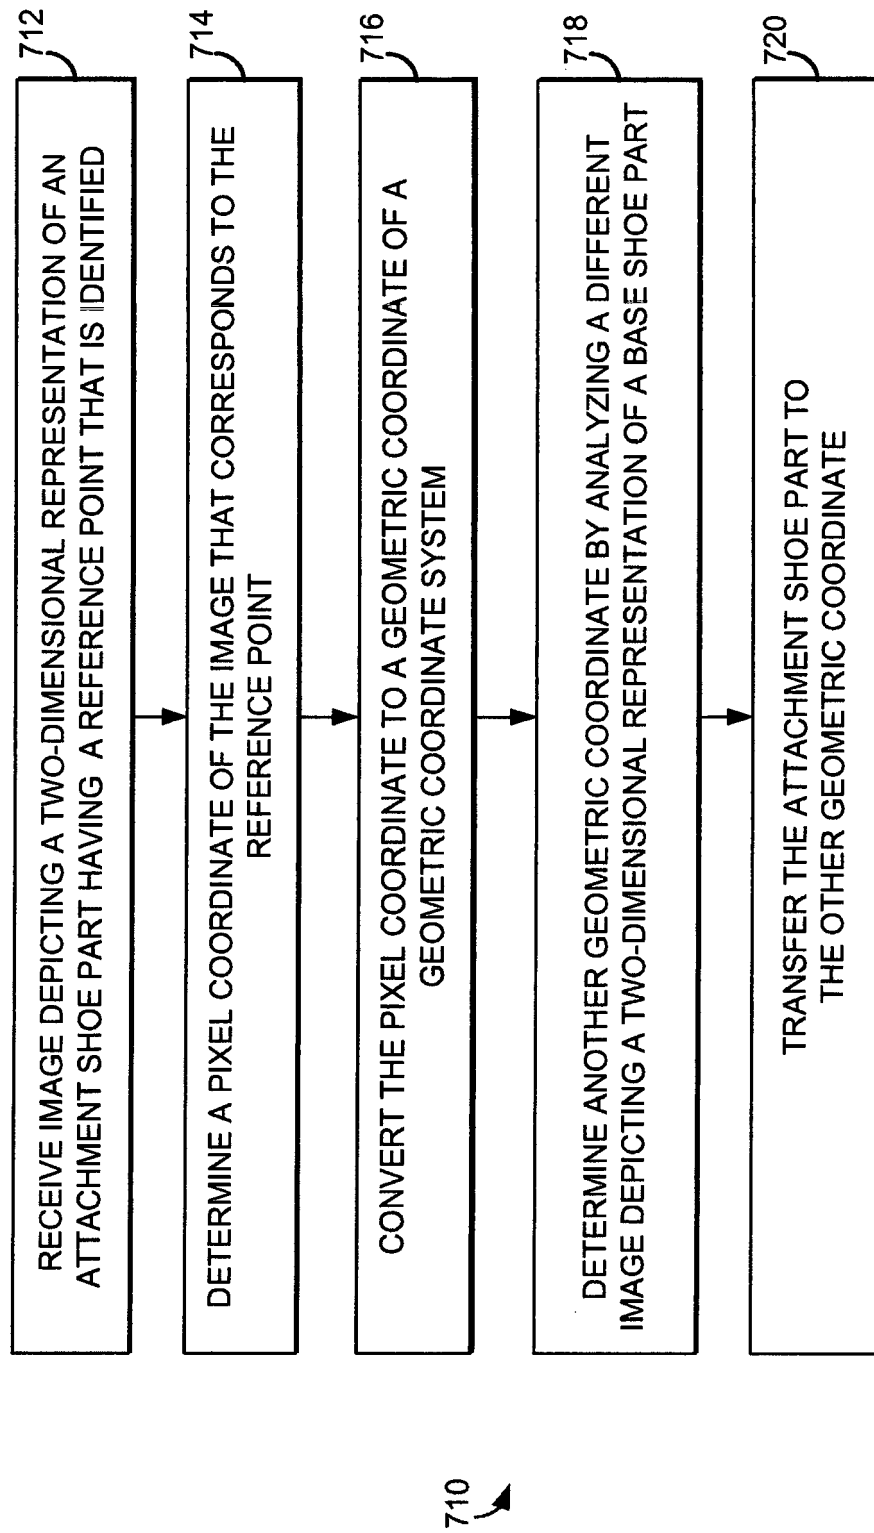 710
712
RECEIVE IMAGE DEPICTING A TWO-DIMENSIONAL REPRESENTATION OF AN
ATTACHMENT SHOE PART HAVING A REFERENCE POINT THAT IS IDENTIFIED
714
DETERMINE A PIXEL COORDINATE OF THE IMAGE THAT CORRESPONDS TO THE
REFERENCE POINT
716
CONVERT THE PIXEL COORDINATE TO A GEOMETRIC COORDINATE OF A
GEOMETRIC COORDINATE SYSTEM
718
DETERMINE ANOTHER GEOMETRIC COORDINATE BY ANALYZING A DIFFERENT
IMAGE DEPICTING A TWO-DIMENSIONAL REPRESENTATION OF A BASE SHOE PART
720
TRANSFER THE ATTACHMENT SHOE PART TO
THE OTHER GEOMETRIC COORDINATE